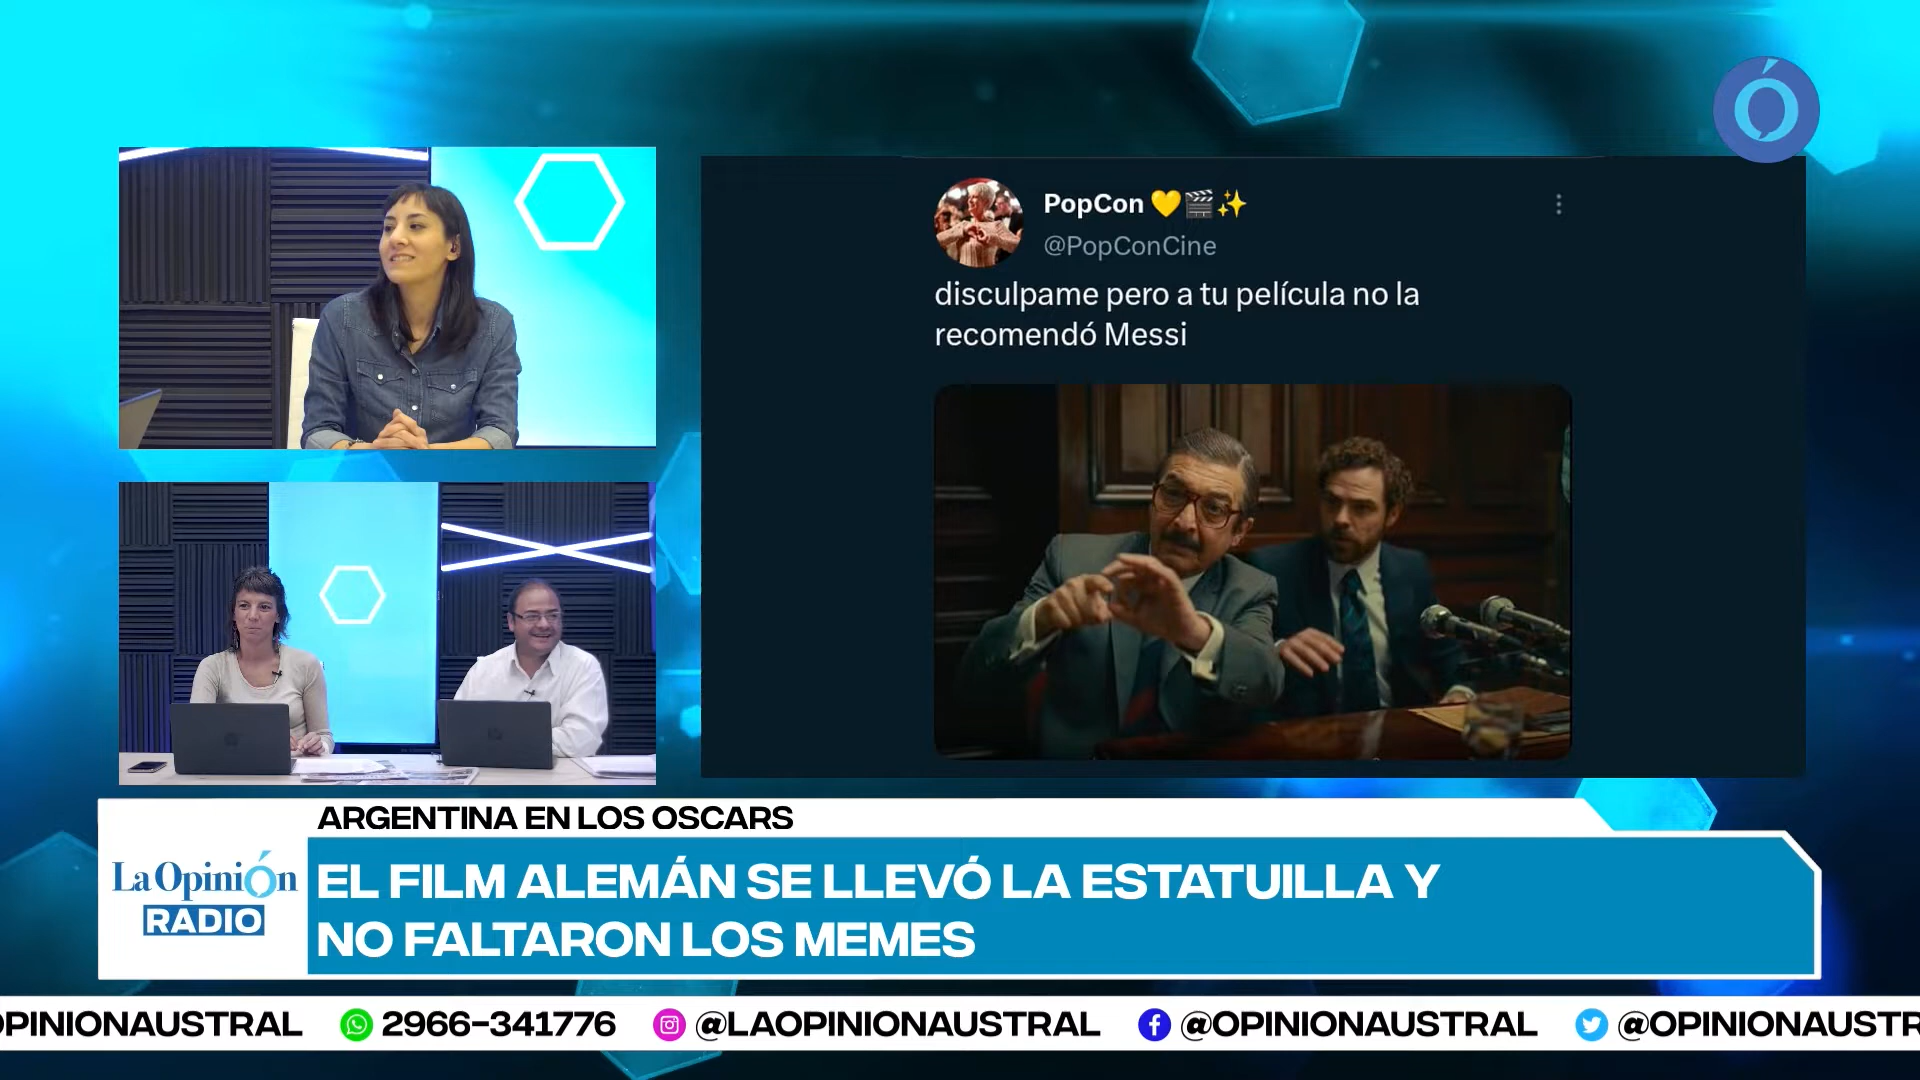 Ó
PopCon 💛🎬✨
@PopConCine
disculpame pero a tu película no la
recomendó Messi
ARGENTINA EN LOS OSCARS
La Opinión
RADIO
EL FILM ALEMÁN SE LLEVÓ LA ESTATUILLA Y
NO FALTARON LOS MEMES
OPINIONAUSTRAL 2966-341776 @LAOPINIONAUSTRAL @OPINIONAUSTRAL @OPINIONAUSTR